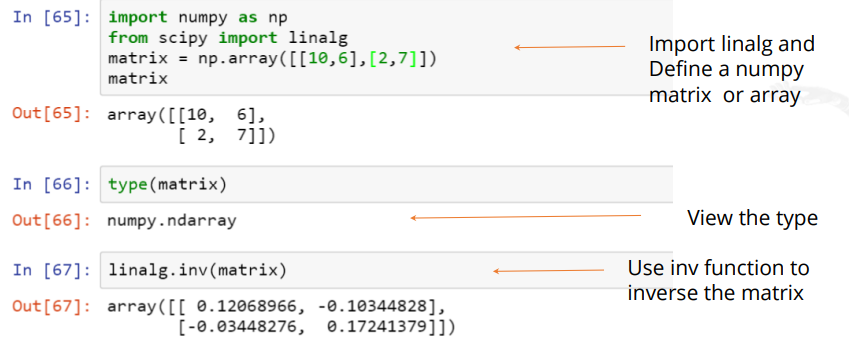 In [65]: import numpy as np
from scipy import linalg
matrix = np.array([[10,6],[2,7]])
matrix
Import linalg and
Define a numpy
matrix or array
Out[65]: array([[10,  6],
       [ 2,  7]])
In [66]: type(matrix)
Out[66]: numpy.ndarray
View the type
In [67]: linalg.inv(matrix)
Use inv function to
inverse the matrix
Out[67]: array([[ 0.12068966, -0.10344828],
       [-0.03448276,  0.17241379]])